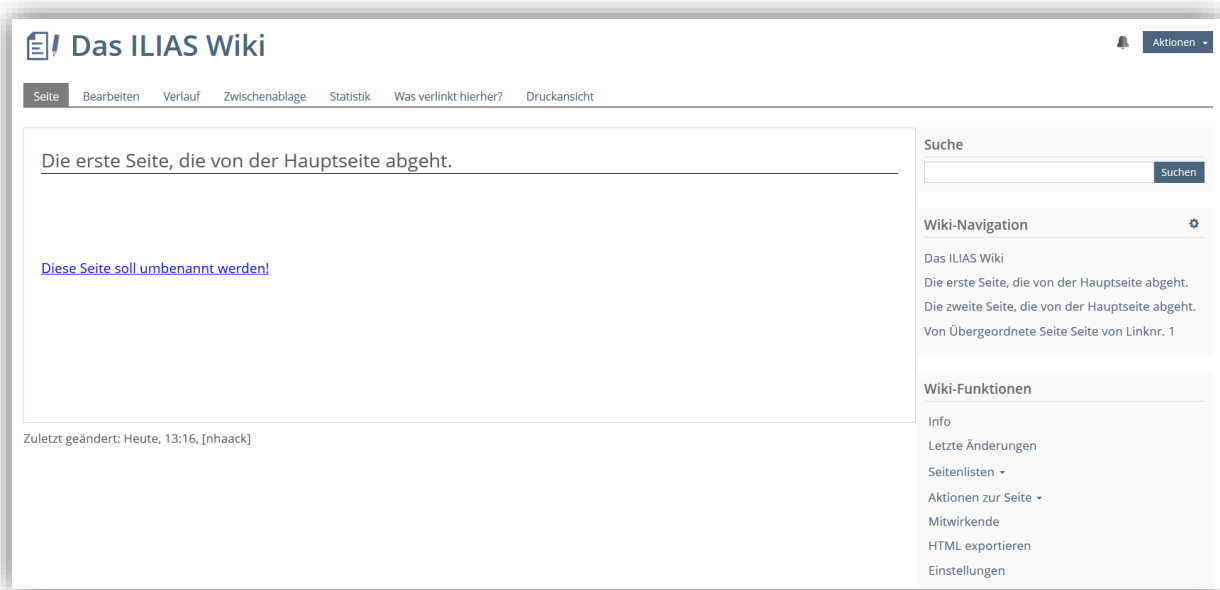 Das ILIAS Wiki
Aktionen
Seite Bearbeiten Verlauf Zwischenablage Statistik Was verlinkt hierher? Druckansicht
Die erste Seite, die von der Hauptseite abgeht.
Diese Seite soll umbenannt werden!
Zuletzt geändert: Heute, 13:16, [nhaack]
Suche
Suchen
Wiki-Navigation
Das ILIAS Wiki
Die erste Seite, die von der Hauptseite abgeht.
Die zweite Seite, die von der Hauptseite abgeht.
Von Übergeordnete Seite Seite von Linknr. 1
Wiki-Funktionen
Info
Letzte Änderungen
Seitenlisten
Aktionen zur Seite
Mitwirkende
HTML exportieren
Einstellungen